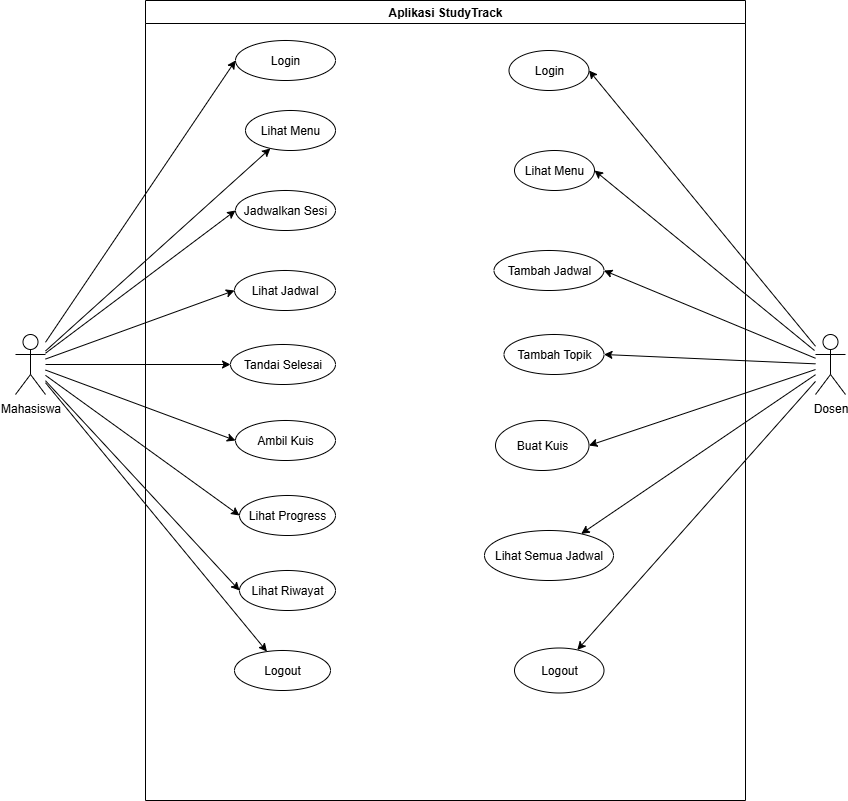 Aplikasi StudyTrack
Login
Lihat Menu
Jadwalkan Sesi
Lihat Jadwal
Tandai Selesai
Ambil Kuis
Lihat Progress
Lihat Riwayat
Logout
Mahasiswa
Login
Lihat Menu
Tambah Jadwal
Tambah Topik
Buat Kuis
Lihat Semua Jadwal
Logout
Dosen